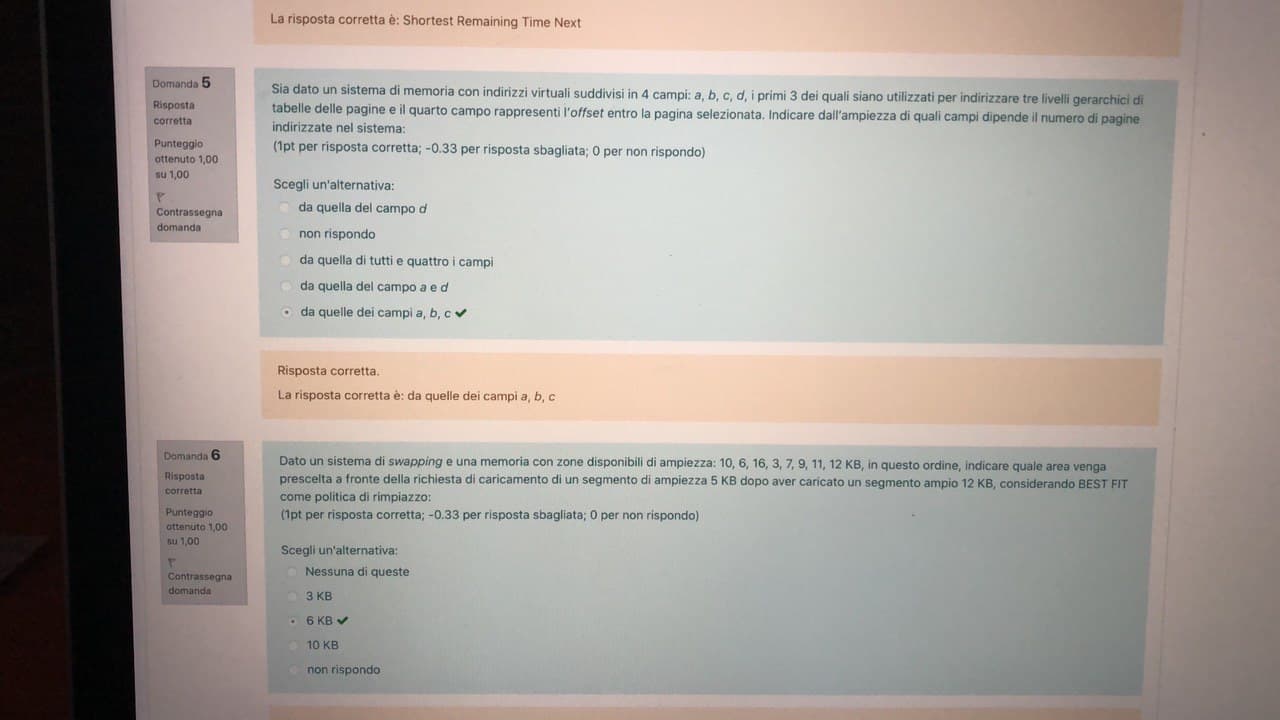 La risposta corretta è: Shortest Remaining Time Next
Domanda 5
Risposta
corretta
Punteggio
ottenuto 1,00
su 1,00
Contrassegna
domanda
Sia dato un sistema di memoria con indirizzi virtuali suddivisi in 4 campi: a, b, c, d, i primi 3 dei quali siano utilizzati per indirizzare tre livelli gerarchici di
tabelle delle pagine e il quarto campo rappresenti l'offset entro la pagina selezionata. Indicare dall'ampiezza di quali campi dipende il numero di pagine
indirizzate nel sistema:
(1pt per risposta corretta; -0.33 per risposta sbagliata; 0 per non rispondo)
Scegli un'alternativa:
da quella del campo d
non rispondo
da quella di tutti e quattro i campi
da quella del campo a e d
da quelle dei campi a, b, c
Risposta corretta.
La risposta corretta è: da quelle dei campi a, b, c
Domanda 6
Risposta
corretta
Punteggio
ottenuto 1,00
su 1,00
Contrassegna
domanda
Dato un sistema di swapping e una memoria con zone disponibili di ampiezza: 10, 6, 16, 3, 7, 9, 11, 12 KB, in questo ordine, indicare quale area venga
prescelta a fronte della richiesta di caricamento di un segmento di ampiezza 5 KB dopo aver caricato un segmento ampio 12 KB, considerando BEST FIT
come politica di rimpiazzo:
(1pt per risposta corretta; -0.33 per risposta sbagliata; 0 per non rispondo)
Scegli un'alternativa:
Nessuna di queste
3 KB
6 KB
10 KB
non rispondo